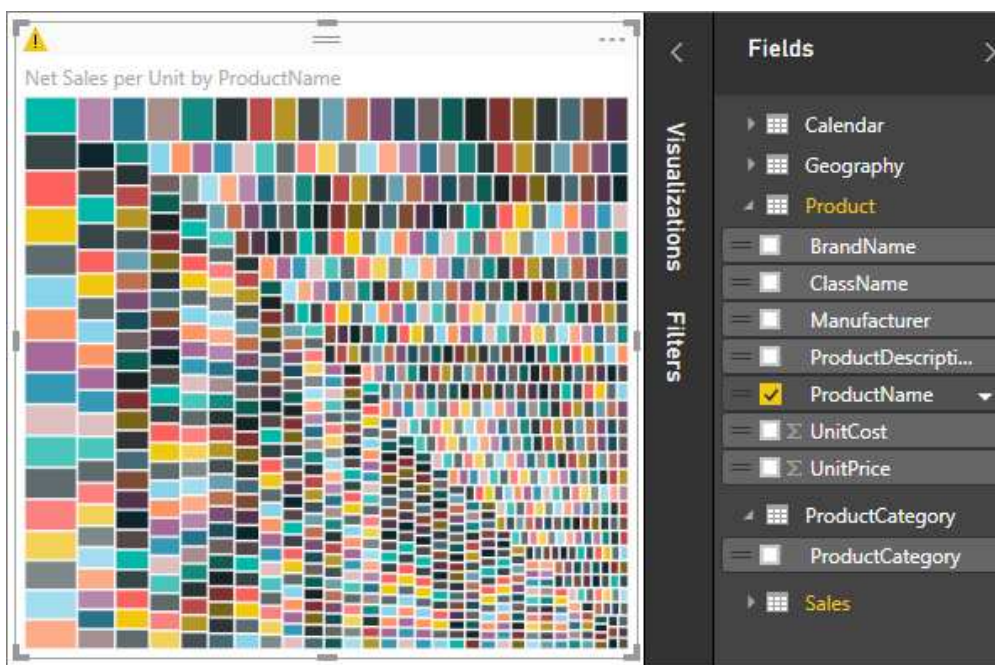 Net Sales per Unit by ProductName
Visualizations
Filters
Fields
Calendar
Geography
Product
BrandName
ClassName
Manufacturer
ProductDescripti...
ProductName
Σ UnitCost
Σ UnitPrice
ProductCategory
ProductCategory
Sales